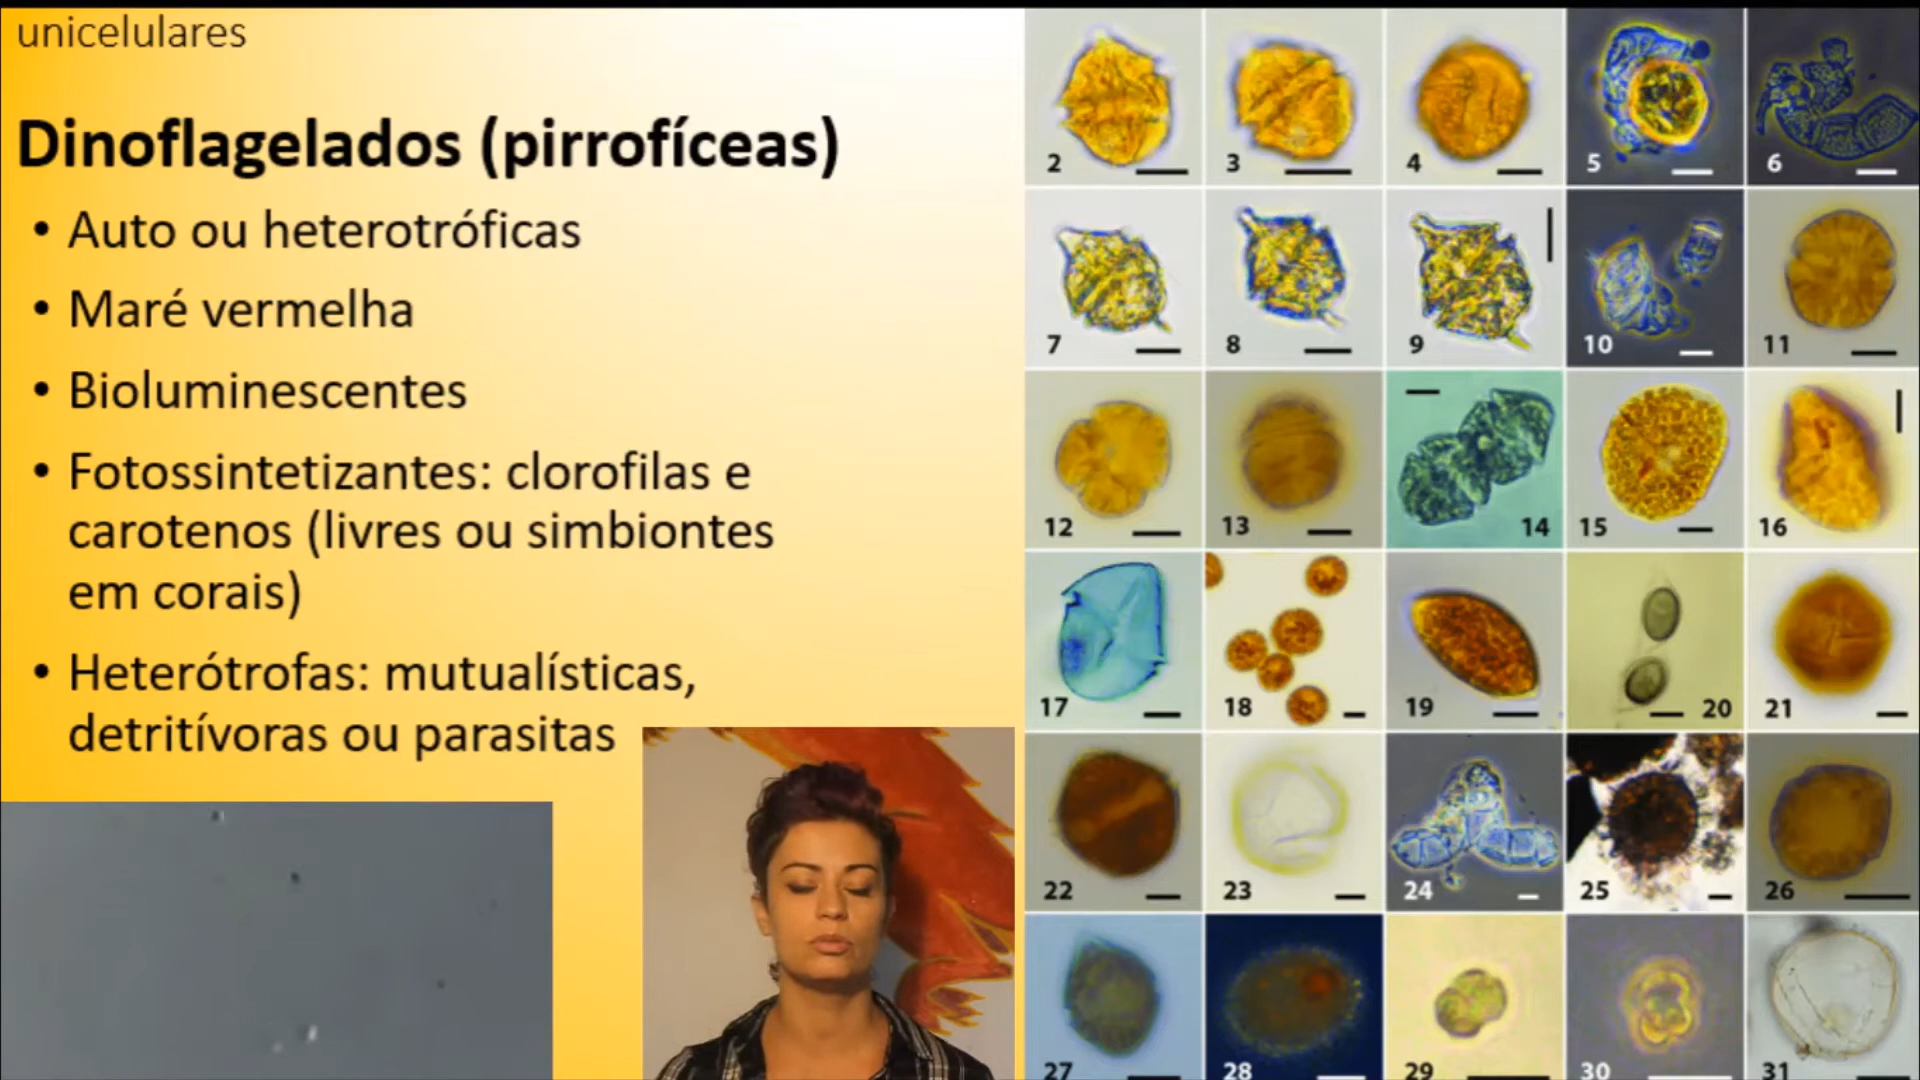 unicelulares
Dinoflagelados (pirrofíceas)
• Auto ou heterotróficas
• Maré vermelha
• Bioluminescentes
• Fotossintetizantes: clorofilas e
carotenos (livres ou simbiontes
em corais)
• Heterótrofas: mutualísticas,
detritívoras ou parasitas
2 3 4 5 6
7 8 9 10 11
12 13 14 15 16
17 18 19 20 21
22 23 24 25 26
27 28 29 30 31